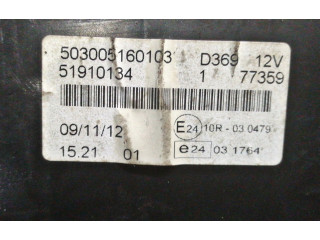 503005160103 D369 12V
51910134 1 77359
09/11/12 E24 10R - 03 0479
15.21 01 e24 03 1764